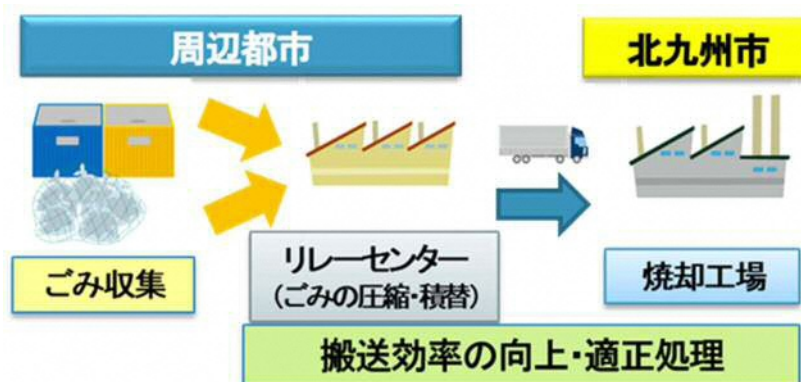 周辺都市
北九州市
ごみ収集
リレーセンター
(ごみの圧縮・積替)
焼却工場
搬送効率の向上・適正処理